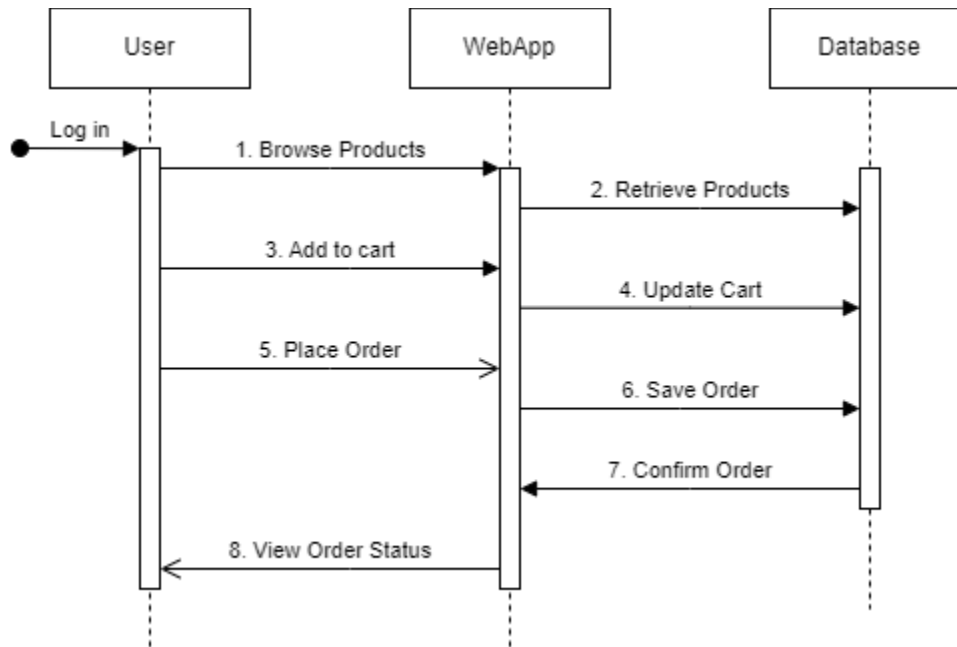 User
WebApp
Database
Log in
1. Browse Products
2. Retrieve Products
3. Add to cart
4. Update Cart
5. Place Order
6. Save Order
7. Confirm Order
8. View Order Status